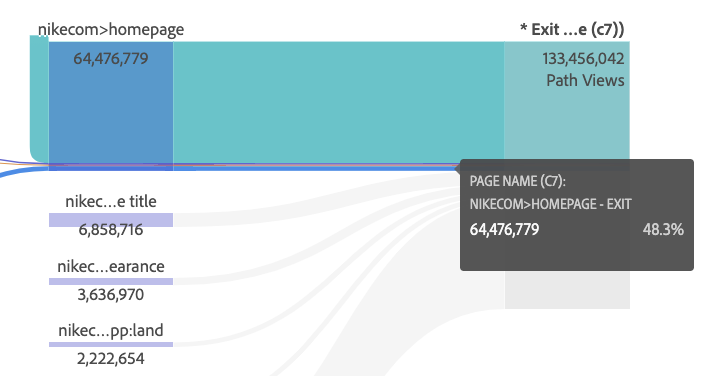 nikecom>homepage
64,476,779
* Exit ...e (c7))
133,456,042
Path Views
PAGE NAME (C7):
NIKECOM>HOMEPAGE - EXIT
64,476,779 48.3%
nikec...e title
6,858,716
nikec...earance
3,636,970
nikec...pp:land
2,222,654